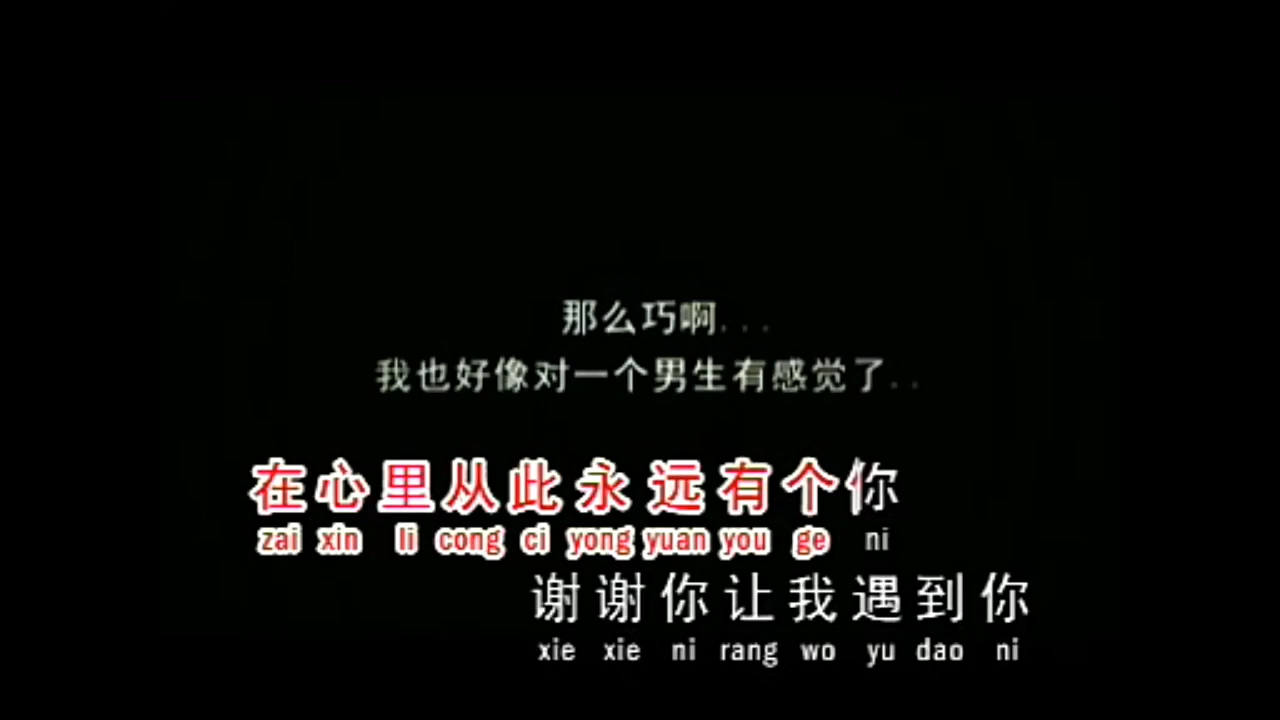 那么巧啊...
我也好像对一个男生有感觉了..
在心里从此永远有个你
zai xin li cong ci yong yuan you ge ni
谢谢你让我遇到你
xie xie ni rang wo yu dao ni